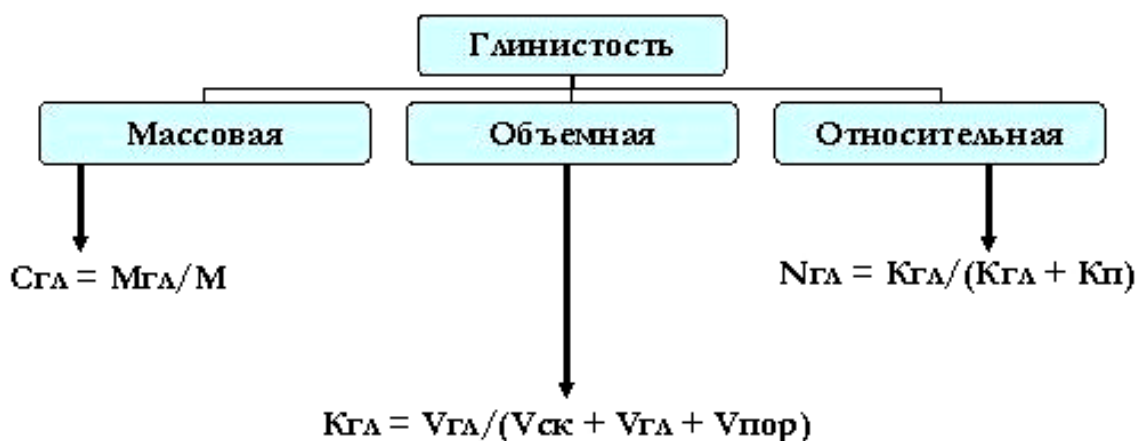 Глинистость
Массовая
Объемная
Относительная
Сгл = Мгл/М
Nгл = Кгл/(Кгл + Кп)
Кгл = Vгл/(Vск + Vгл + Vпор)